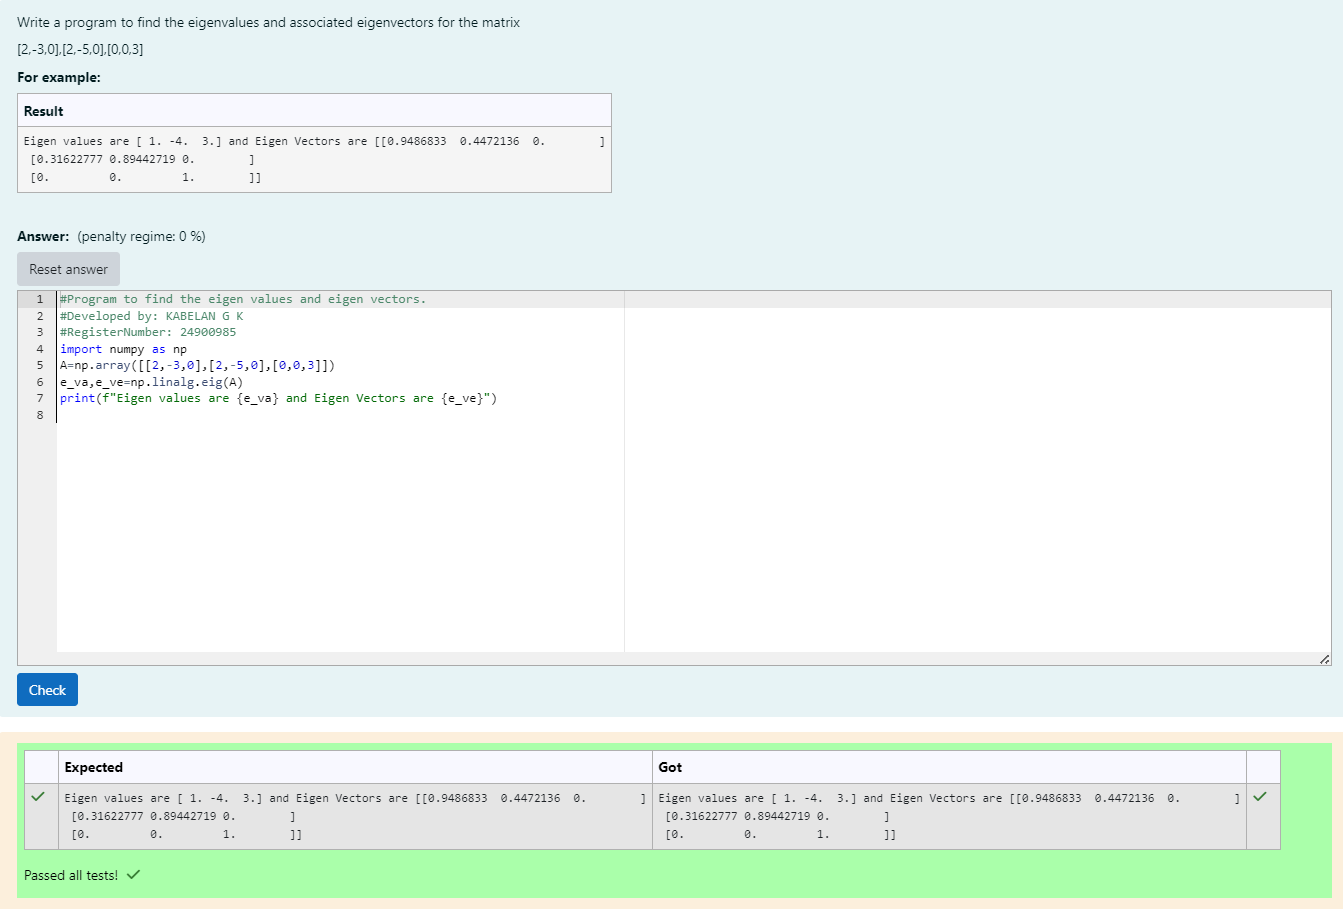 Write a program to find the eigenvalues and associated eigenvectors for the matrix
[2,-3,0],[2,-5,0],[0,0,3]
For example:
Result
Eigen values are [ 1. -4.  3.] and Eigen Vectors are [[0.9486833  0.4472136  0.        ]
 [0.31622777 0.89442719 0.        ]
 [0.         0.         1.        ]]
Answer: (penalty regime: 0 %)
Reset answer
1 #Program to find the eigen values and eigen vectors.
2 #Developed by: KABELAN G K
3 #RegisterNumber: 24900985
4 import numpy as np
5 A=np.array([[2,-3,0],[2,-5,0],[0,0,3]])
6 e_va,e_ve=np.linalg.eig(A)
7 print(f"Eigen values are {e_va} and Eigen Vectors are {e_ve}")
8
Check
Expected Got
Eigen values are [ 1. -4.  3.] and Eigen Vectors are [[0.9486833  0.4472136  0.        ] Eigen values are [ 1. -4.  3.] and Eigen Vectors are [[0.9486833  0.4472136  0.        ]
 [0.31622777 0.89442719 0.        ]  [0.31622777 0.89442719 0.        ]
 [0.         0.         1.        ]]  [0.         0.         1.        ]]
Passed all tests!